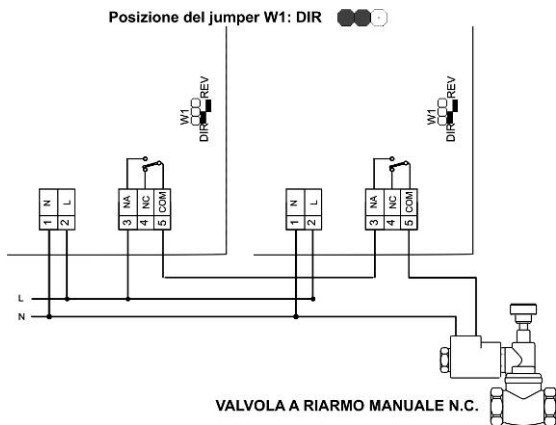 Posizione del jumper W1: DIR
W1
DIR
REV
W1
DIR
REV
N
L
NA
NC
COM
N
L
NA
NC
COM
1
2
3
4
5
1
2
3
4
5
L
N
VALVOLA A RIARMO MANUALE N.C.